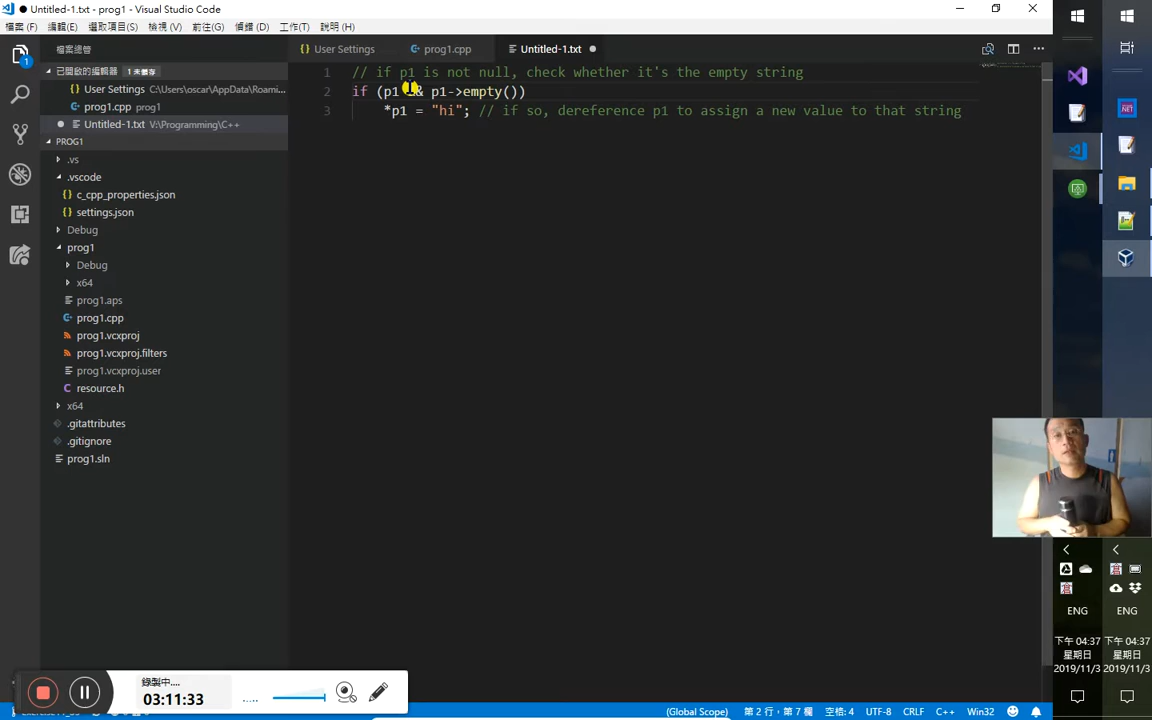 ● Untitled-1.txt - prog1 - Visual Studio Code
檔案 (F) 編輯(E) 選取項目(S) 檢視 (V) 前往(G) 偵錯 (D) 工作(T) 說明 (H)
檔案總管
User Settings
prog1.cpp
Untitled-1.txt
已開啟的編輯器 1 未儲存
User Settings C:\Users\oscar\AppData\Roami...
prog1.cpp prog1
Untitled-1.txt V:\Programming\C++
PROG1
.vs
.vscode
{} c_cpp_properties.json
{} settings.json
Debug
prog1
Debug
x64
prog1.aps
prog1.cpp
prog1.vcxproj
prog1.vcxproj.filters
prog1.vcxproj.user
C resource.h
x64
.gitattributes
.gitignore
prog1.sln
1 // if p1 is not null, check whether it's the empty string
2 if (p1 && p1->empty())
3 *p1 = "hi"; // if so, dereference p1 to assign a new value to that string
錄製中....
03:11:33
(Global Scope) 第 2 行，第 7 欄 空格: 4 UTF-8 CRLF C++ Win32
ENG
下午 04:37
星期日
2019/11/3
ENG
下午 04:37
星期日
2019/11/3